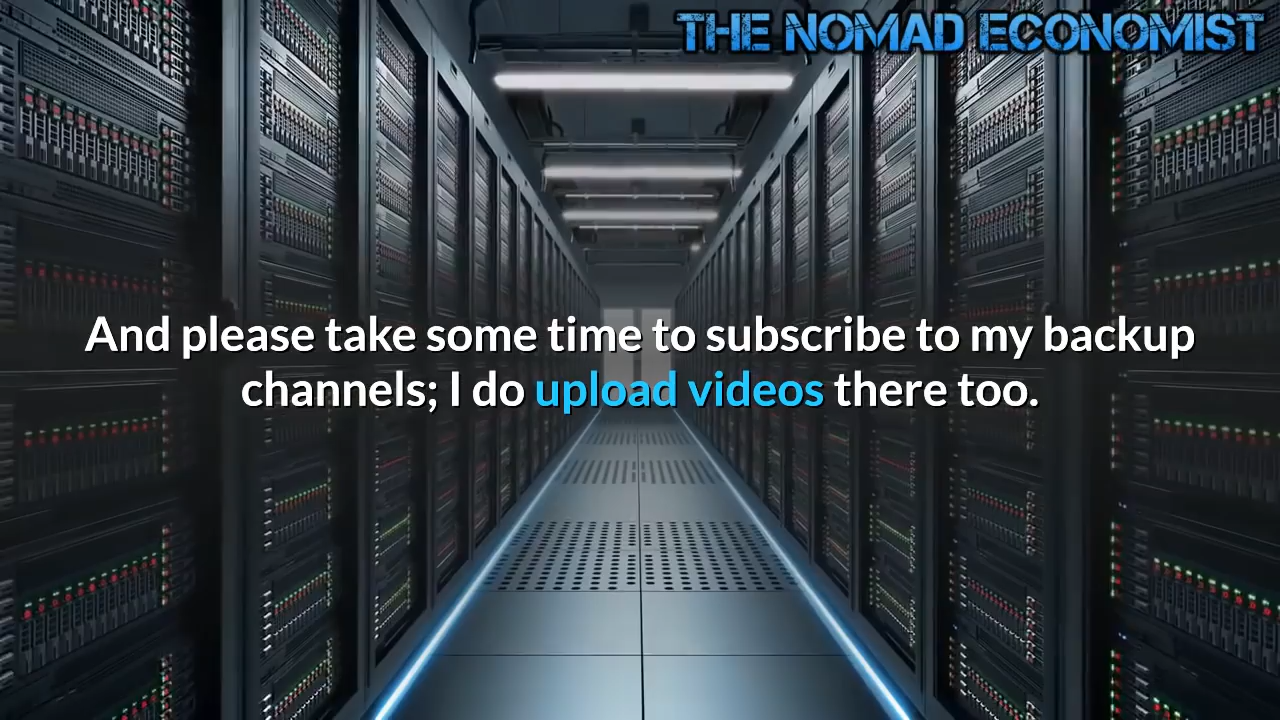 THE NOMAD ECONOMIST
And please take some time to subscribe to my backup
channels; I do upload videos there too.